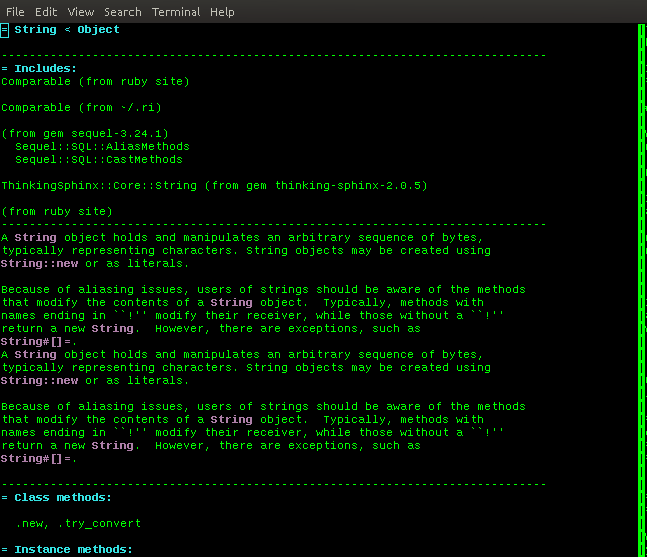 File Edit View Search Terminal Help
= String < Object
------------------------------------------------------------------------------
= Includes:
Comparable (from ruby site)
Comparable (from ~/.ri)
(from gem sequel-3.24.1)
Sequel::SQL::AliasMethods
Sequel::SQL::CastMethods
ThinkingSphinx::Core::String (from gem thinking-sphinx-2.0.5)
(from ruby site)
------------------------------------------------------------------------------
A String object holds and manipulates an arbitrary sequence of bytes,
typically representing characters. String objects may be created using
String::new or as literals.
Because of aliasing issues, users of strings should be aware of the methods
that modify the contents of a String object.  Typically, methods with
names ending in ``!'' modify their receiver, while those without a ``!''
return a new String.  However, there are exceptions, such as
String#[]=.
A String object holds and manipulates an arbitrary sequence of bytes,
typically representing characters. String objects may be created using
String::new or as literals.
Because of aliasing issues, users of strings should be aware of the methods
that modify the contents of a String object.  Typically, methods with
names ending in ``!'' modify their receiver, while those without a ``!''
return a new String.  However, there are exceptions, such as
String#[]=.
------------------------------------------------------------------------------
= Class methods:
.new, .try_convert
= Instance methods: